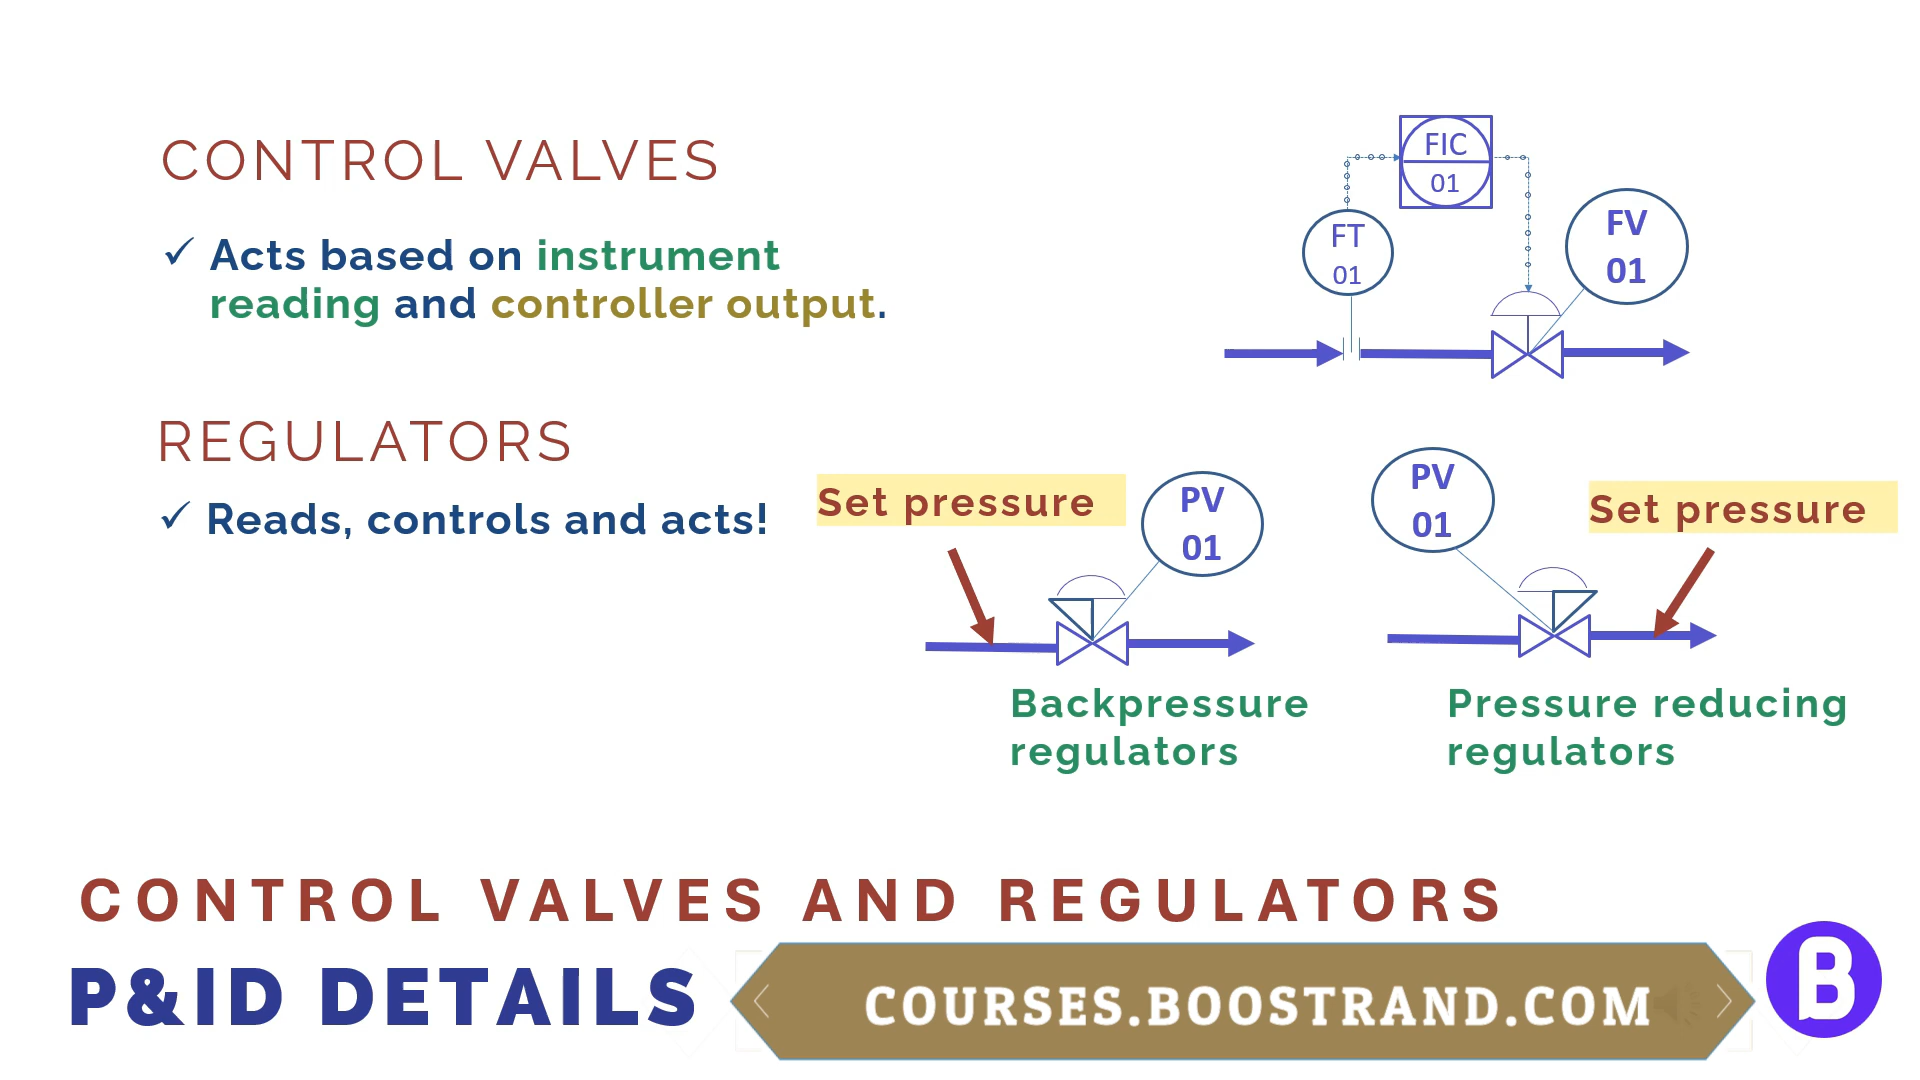 CONTROL VALVES
✓ Acts based on instrument
reading and controller output.
FIC
01
FT
01
FV
01
REGULATORS
✓ Reads, controls and acts!
Set pressure
PV
01
Backpressure
regulators
PV
01
Set pressure
Pressure reducing
regulators
CONTROL VALVES AND REGULATORS
P&ID DETAILS
COURSES.BOOSTRAND.COM
B